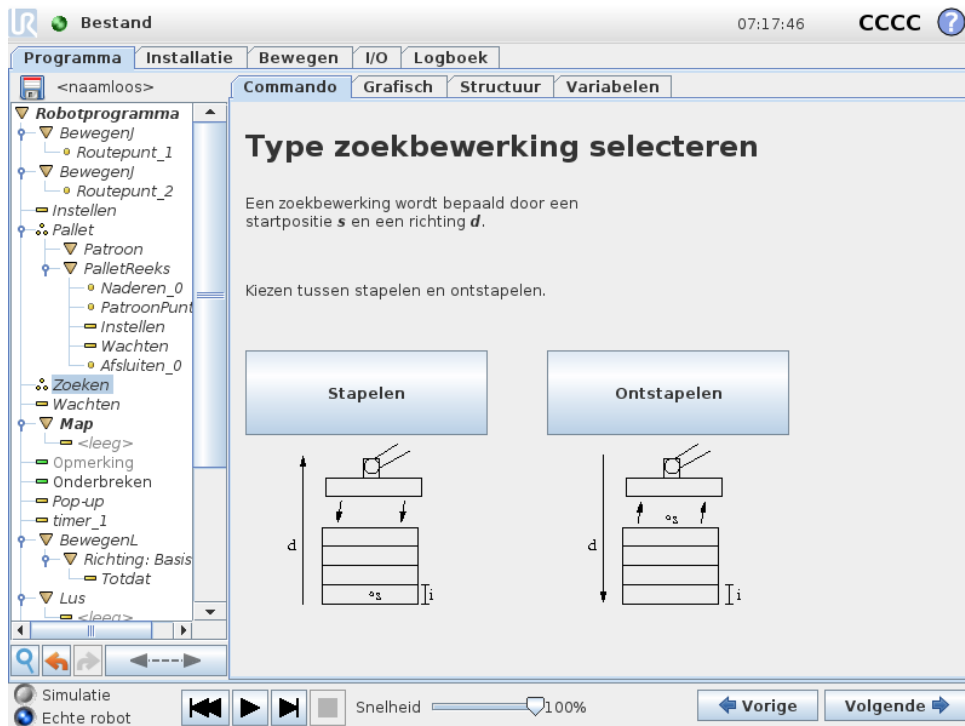 UR
Bestand
07:17:46
CCCC
?
Programma
Installatie
Bewegen
I/O
Logboek
<naamloos>
Commando
Grafisch
Structuur
Variabelen
Robotprogramma
BewegenJ
Routepunt_1
BewegenJ
Routepunt_2
Instellen
Pallet
Patroon
PalletReeks
Naderen_0
PatroonPunt
Instellen
Wachten
Afsluiten_0
Zoeken
Wachten
Map
<leeg>
Opmerking
Onderbreken
Pop-up
timer_1
BewegenL
Richting: Basis
Totdat
Lus
<leeg>
Type zoekbewerking selecteren
Een zoekbewerking wordt bepaald door een
startpositie s en een richting d.
Kiezen tussen stapelen en ontstapelen.
Stapelen
Ontstapelen
d
s
i
d
s
i
Simulatie
Echte robot
Snelheid
100%
Vorige
Volgende